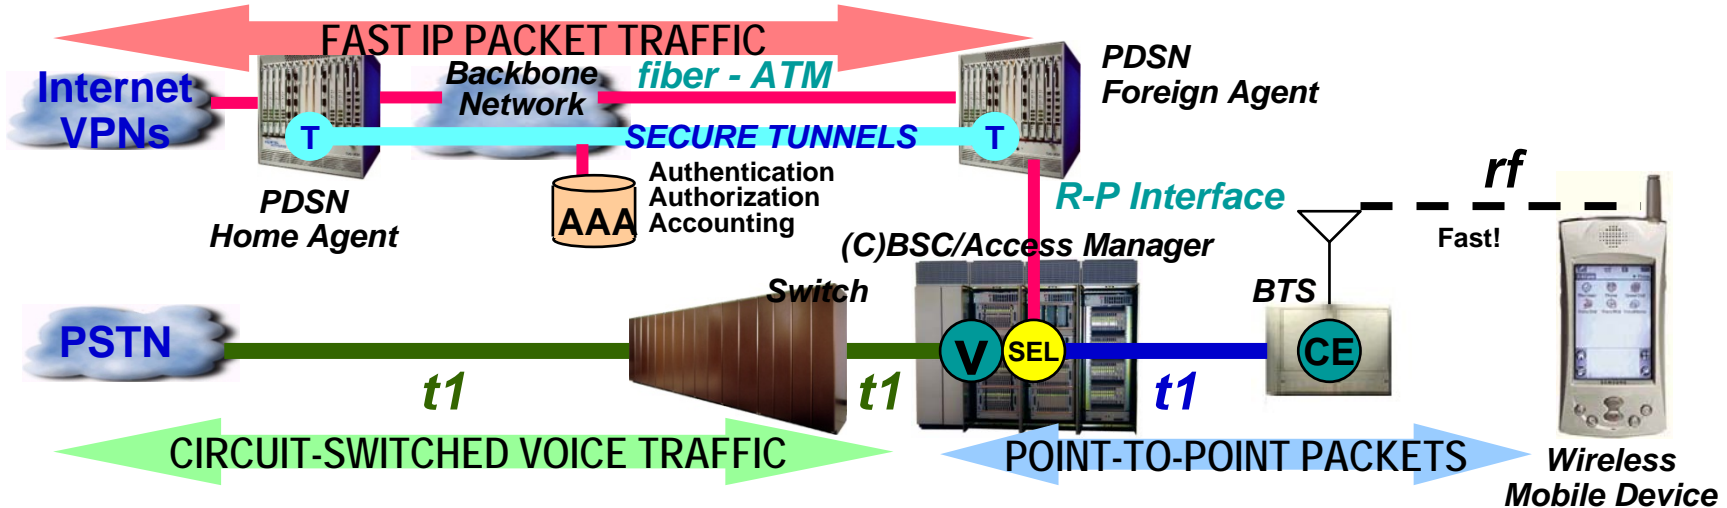 FAST IP PACKET TRAFFIC
Internet
VPNs
Backbone
Network
fiber - ATM
PDSN
Foreign Agent
T
SECURE TUNNELS
T
Authentication
Authorization
Accounting
AAA
PDSN
Home Agent
R-P Interface
rf
Fast!
(C)BSC/Access Manager
Switch
BTS
PSTN
V
SEL
CE
t1
t1
t1
CIRCUIT-SWITCHED VOICE TRAFFIC
POINT-TO-POINT PACKETS
Wireless
Mobile Device